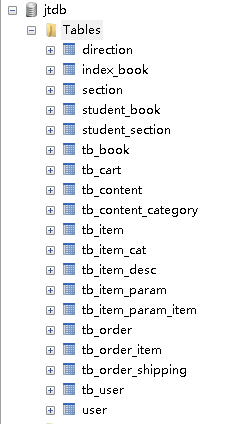 jtdb
Tables
direction
index_book
section
student_book
student_section
tb_book
tb_cart
tb_content
tb_content_category
tb_item
tb_item_cat
tb_item_desc
tb_item_param
tb_item_param_item
tb_order
tb_order_item
tb_order_shipping
tb_user
user